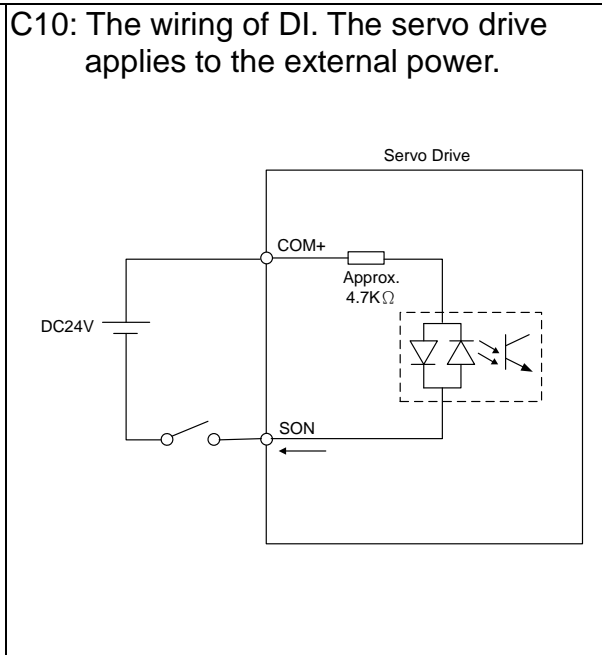 C10: The wiring of DI. The servo drive
applies to the external power.
Servo Drive
COM+
Approx.
4.7KΩ
DC24V
SON